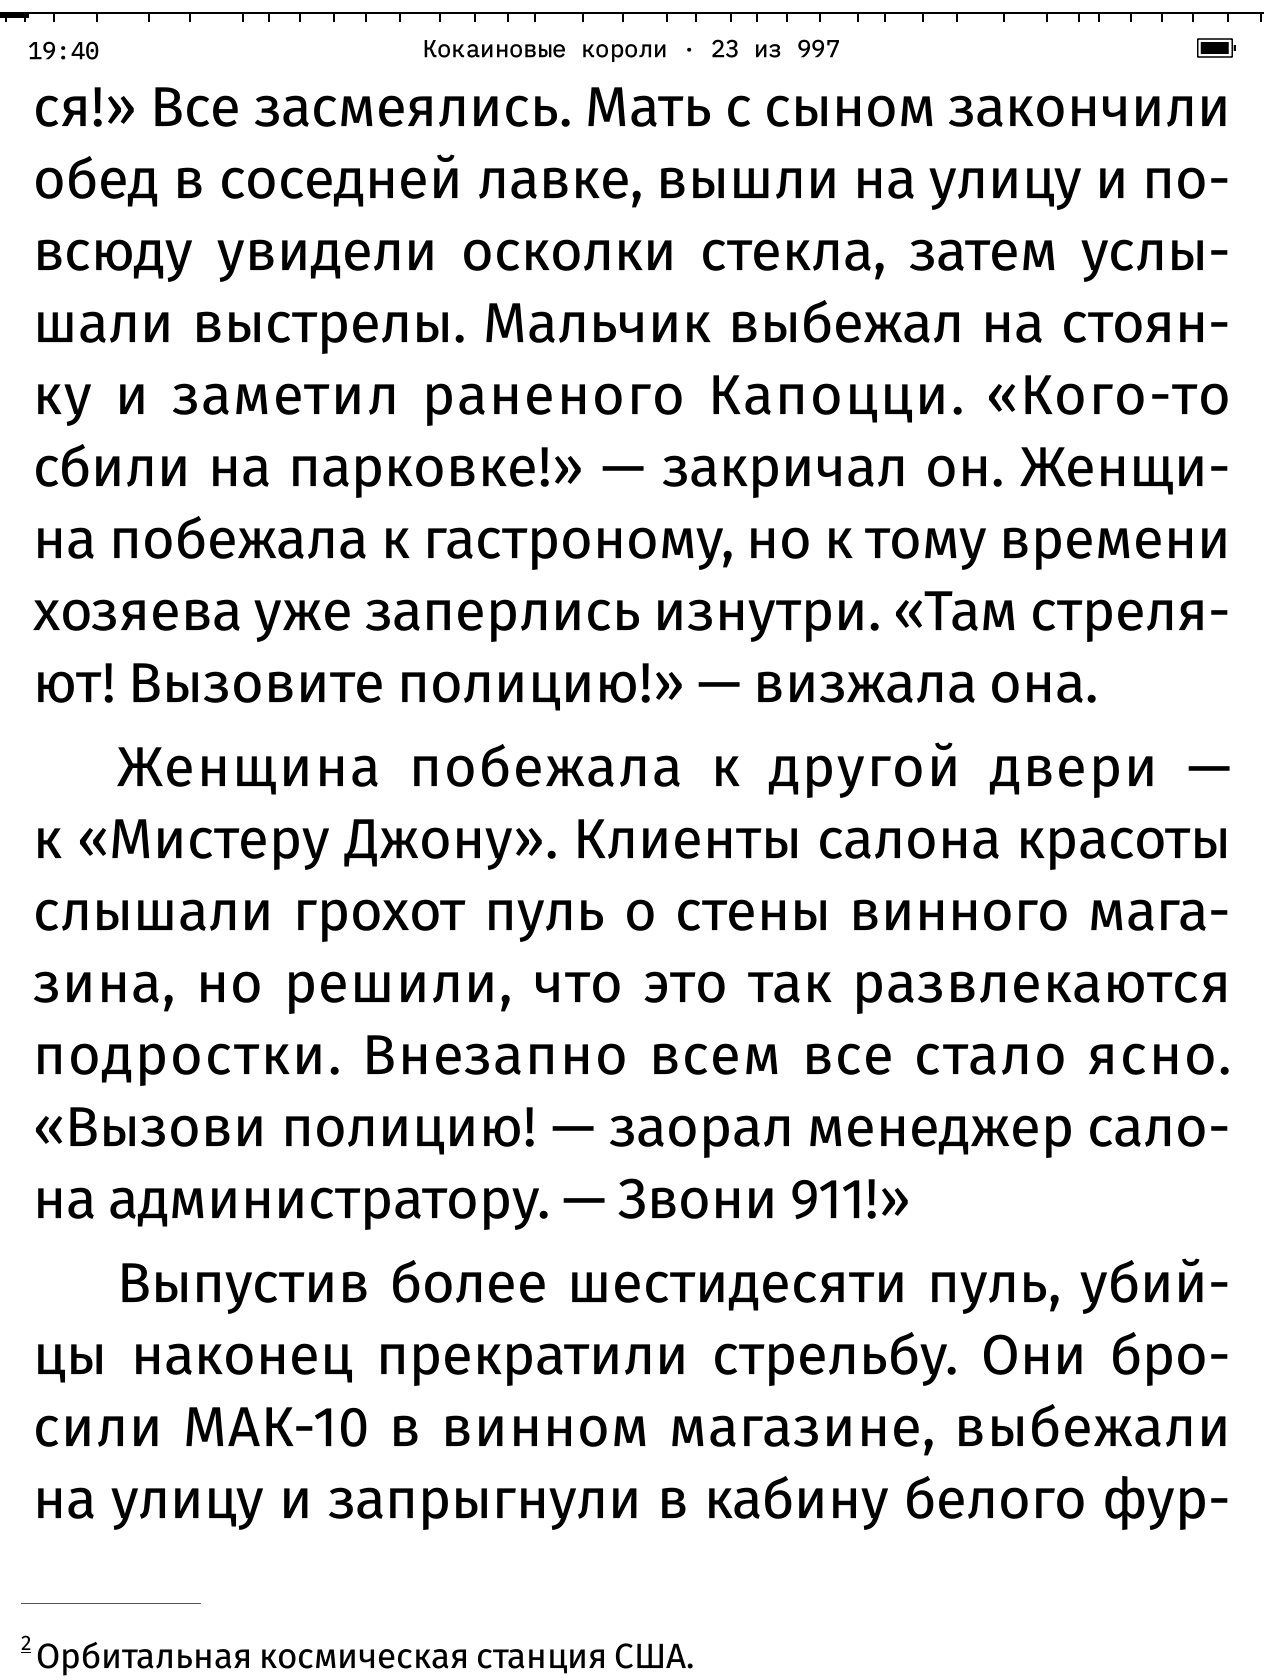 19:40
Кокаиновые короли · 23 из 997
ся!» Все засмеялись. Мать с сыном закончили
обед в соседней лавке, вышли на улицу и по-
всюду увидели осколки стекла, затем услы-
шали выстрелы. Мальчик выбежал на стоян-
ку и заметил раненого Капоцци. «Кого-то
сбили на парковке!» — закричал он. Женщи-
на побежала к гастроному, но к тому времени
хозяева уже заперлись изнутри. «Там стреля-
ют! Вызовите полицию!» — визжала она.
Женщина побежала к другой двери —
к «Мистеру Джону». Клиенты салона красоты
слышали грохот пуль о стены винного мага-
зина, но решили, что это так развлекаются
подростки. Внезапно всем все стало ясно.
«Вызови полицию! — заорал менеджер сало-
на администратору. — Звони 911!»
Выпустив более шестидесяти пуль, убий-
цы наконец прекратили стрельбу. Они бро-
сили МАК-10 в винном магазине, выбежали
на улицу и запрыгнули в кабину белого фур-
2 Орбитальная космическая станция США.